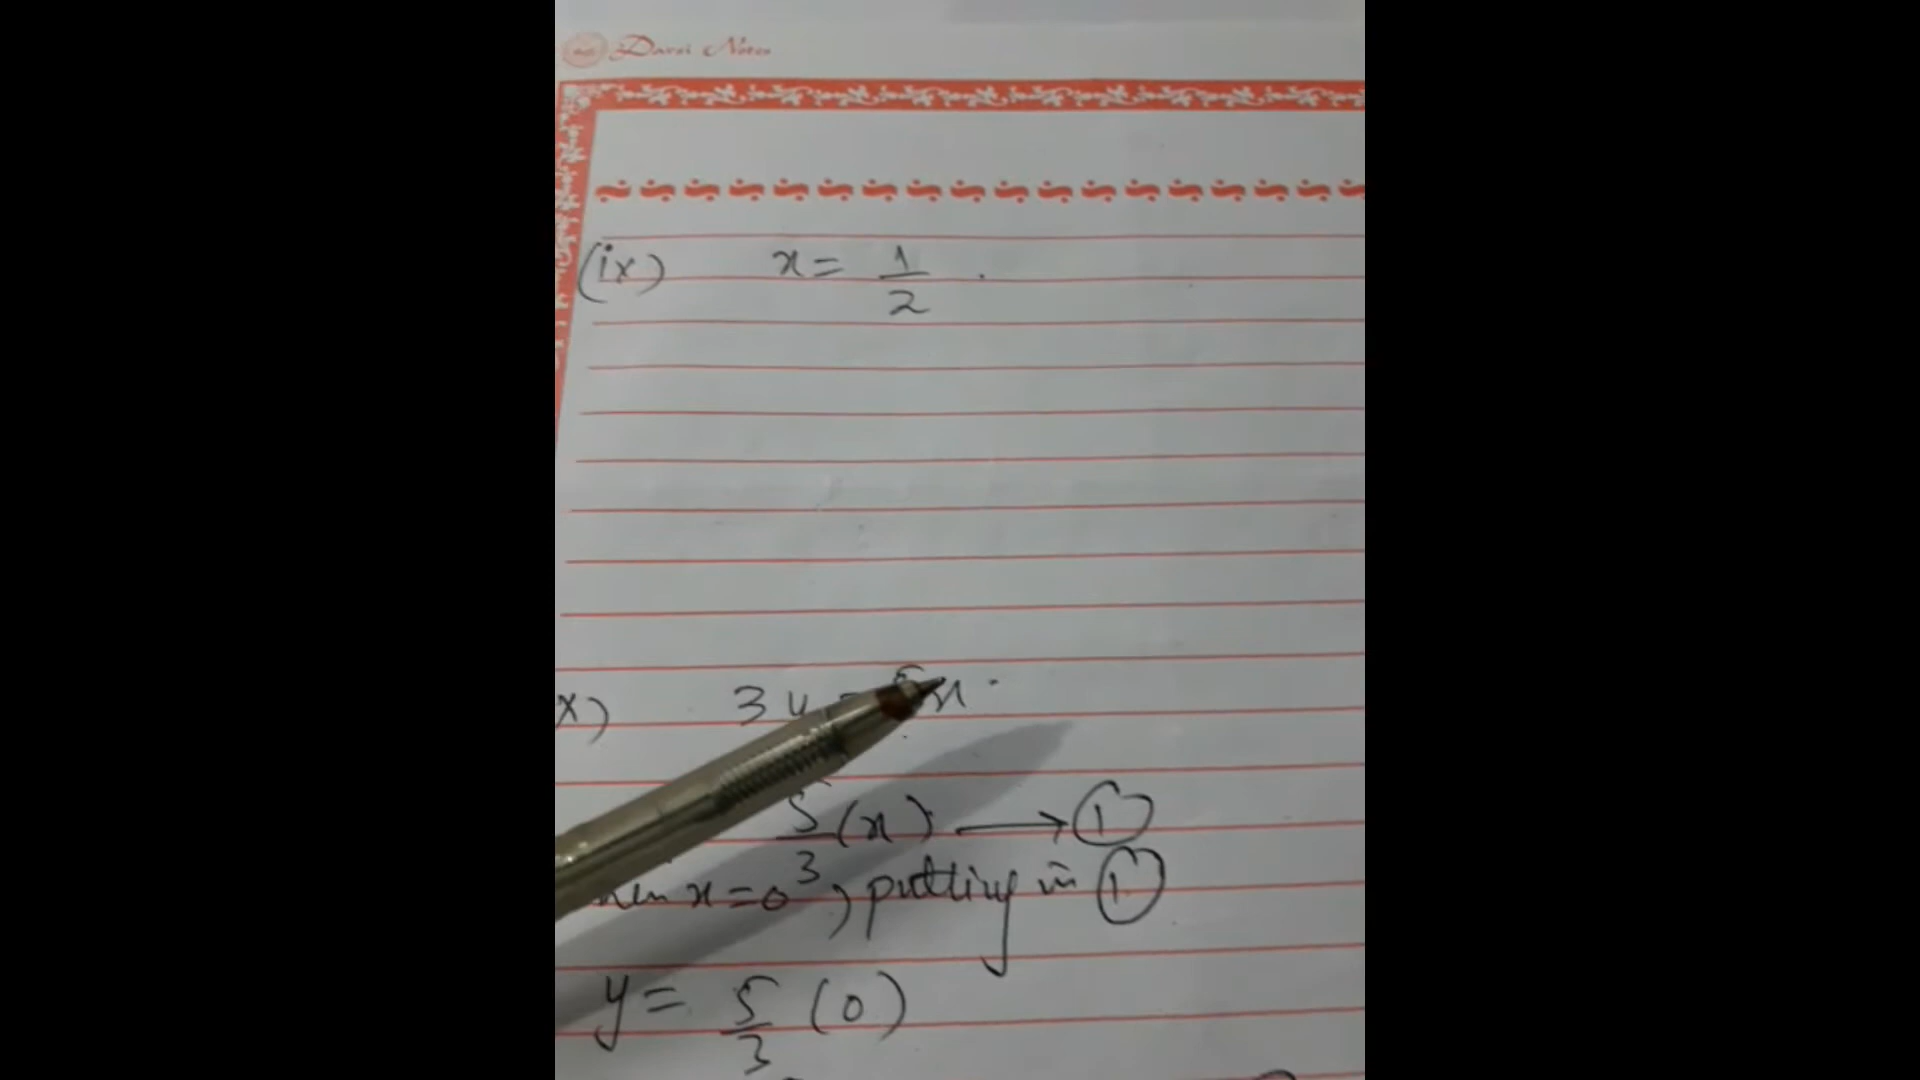 Darsi Notes
(ix) x = 1/2 .
x) 3y = 5x .
5/3 (x) → ①
x = 0, putting in ①
y = 5/3 (0)